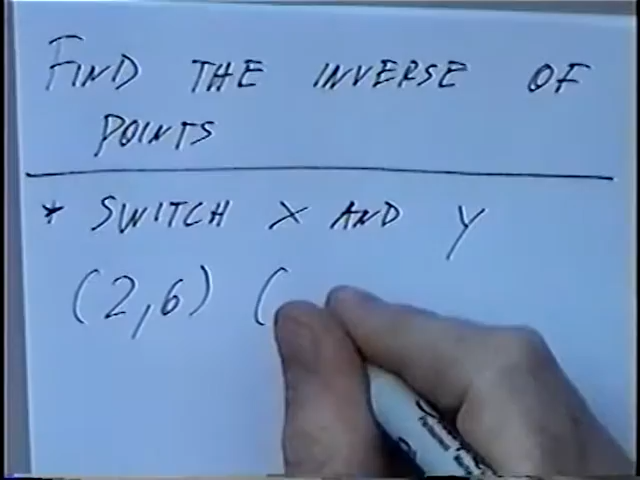 FIND THE INVERSE OF
POINTS
* SWITCH X AND Y
(2,6) (